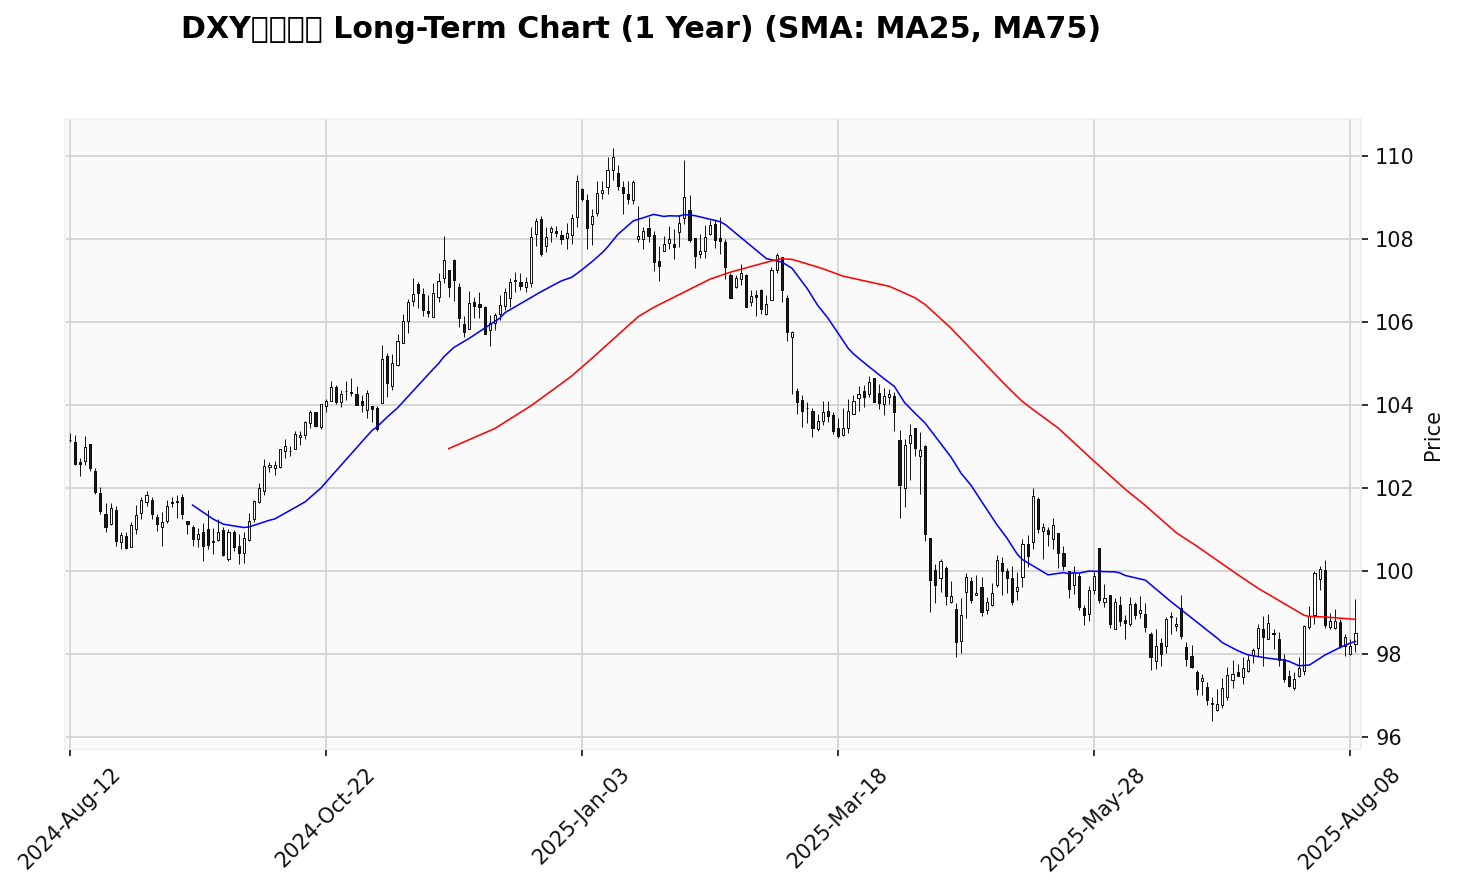 DXY□□□□ Long-Term Chart (1 Year) (SMA: MA25, MA75)
110
108
106
104
102
100
98
96
Price
2024-Aug-12
2024-Oct-22
2025-Jan-03
2025-Mar-18
2025-May-28
2025-Aug-08